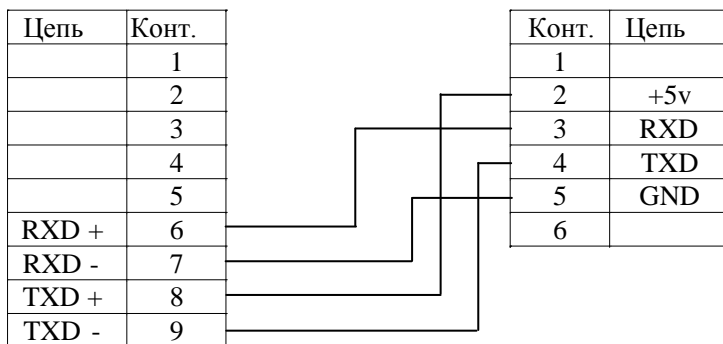 Цепь Конт. Конт. Цепь
1 1
2 2 +5v
3 3 RXD
4 4 TXD
5 5 GND
RXD + 6 6
RXD - 7
TXD + 8
TXD - 9